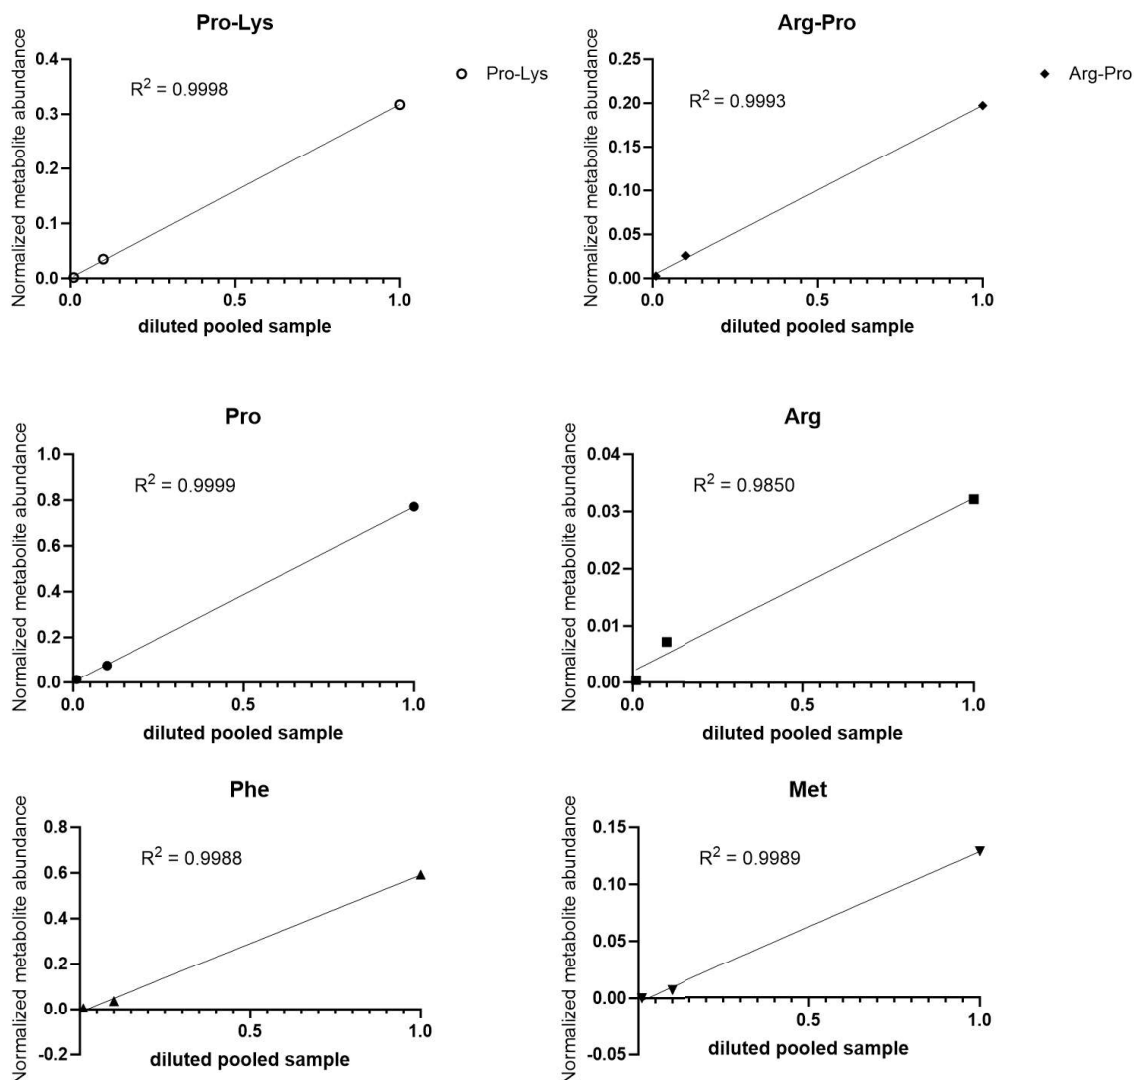 Pro-Lys
Normalized metabolite abundance
0.4
0.3
0.2
0.1
0.0
R² = 0.9998
Pro-Lys
0.0 0.5 1.0
diluted pooled sample
Arg-Pro
Normalized metabolite abundance
0.25
0.20
0.15
0.10
0.05
0.00
R² = 0.9993
Arg-Pro
0.0 0.5 1.0
diluted pooled sample
Pro
Normalized metabolite abundance
1.0
0.8
0.6
0.4
0.2
0.0
R² = 0.9999
0.0 0.5 1.0
diluted pooled sample
Arg
Normalized metabolite abundance
0.04
0.03
0.02
0.01
0.00
R² = 0.9850
0.0 0.5 1.0
diluted pooled sample
Phe
Normalized metabolite abundance
0.8
0.6
0.4
0.2
0.0
-0.2
R² = 0.9988
0.5 1.0
diluted pooled sample
Met
Normalized metabolite abundance
0.15
0.10
0.05
0.00
-0.05
R² = 0.9989
0.5 1.0
diluted pooled sample